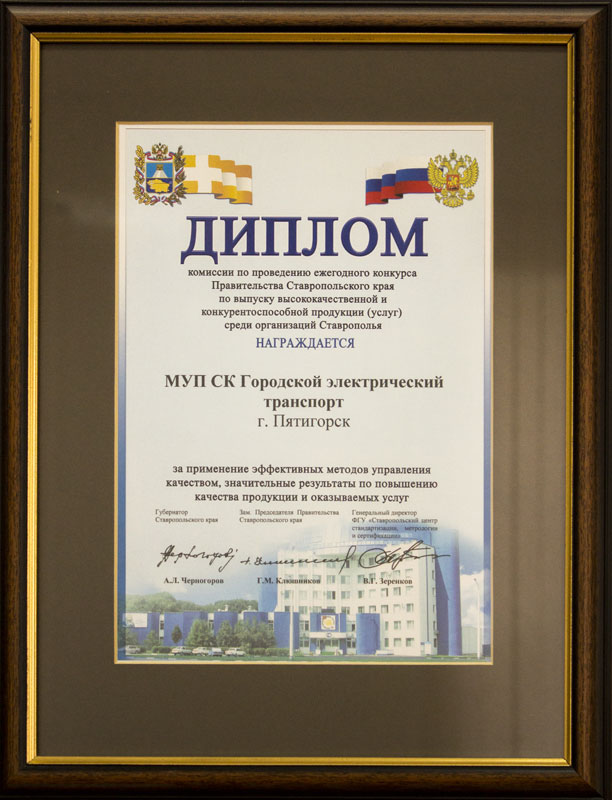 ДИПЛОМ
комиссии по проведению ежегодного конкурса
Правительства Ставропольского края
по выпуску высококачественной и
конкурентоспособной продукции (услуг)
среди организаций Ставрополья
НАГРАЖДАЕТСЯ
МУП СК Городской электрический
транспорт
г. Пятигорск
за применение эффективных методов управления
качеством, значительные результаты по повышению
качества продукции и оказываемых услуг
Губернатор
Ставропольского края
Зам. Председателя Правительства
Ставропольского края
Генеральный директор
ФГУ «Ставропольский центр
стандартизации, метрологии
и сертификации»
А.Л. Черногоров
Г.М. Клишников
В.Г. Зеренков